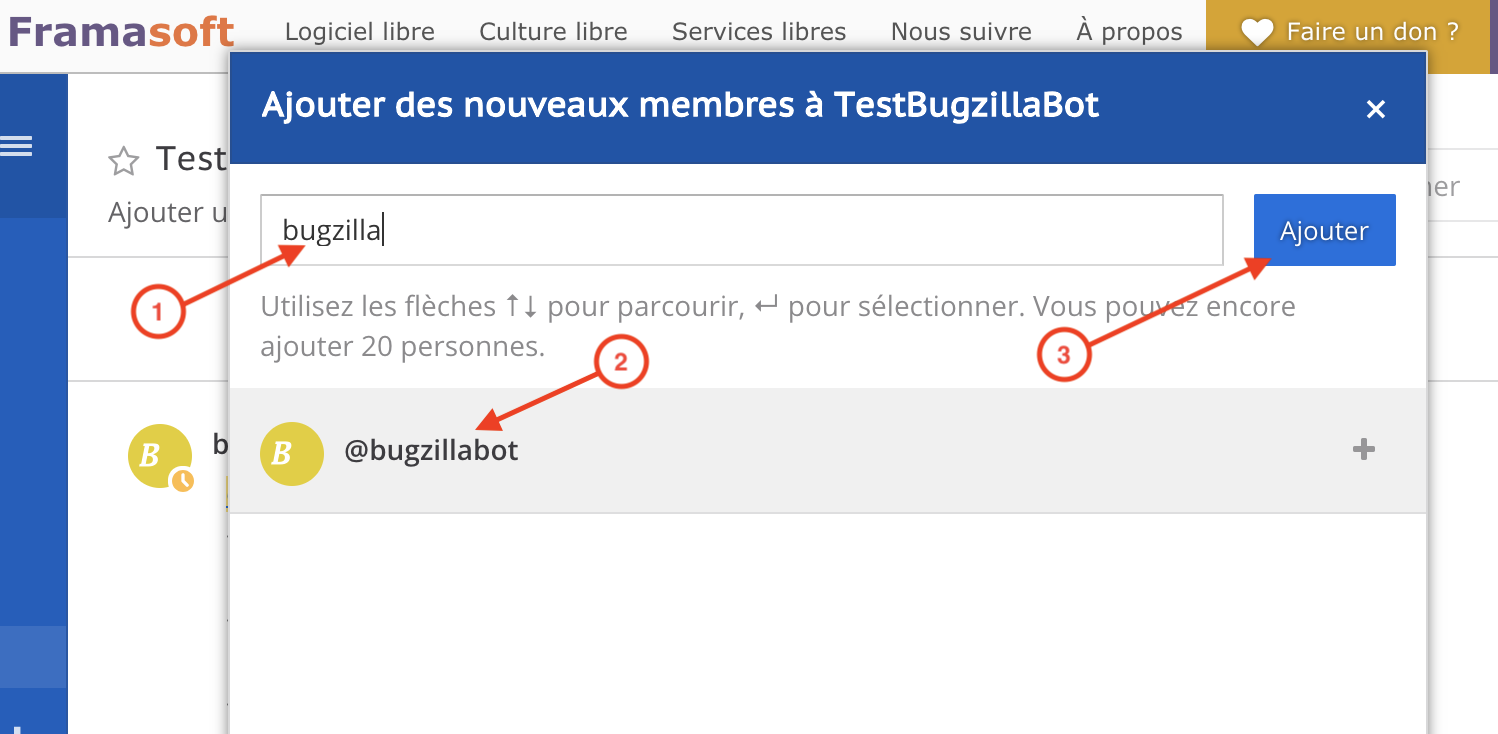 Framasoft Logiciel libre Culture libre Services libres Nous suivre À propos Faire un don ?
Ajouter des nouveaux membres à TestBugzillaBot ×
Test
Ajouter u
bugzilla
Ajouter
1
Utilisez les flèches ↑↓ pour parcourir, ↵ pour sélectionner. Vous pouvez encore
ajouter 20 personnes.
2
3
B b
B @bugzillabot +